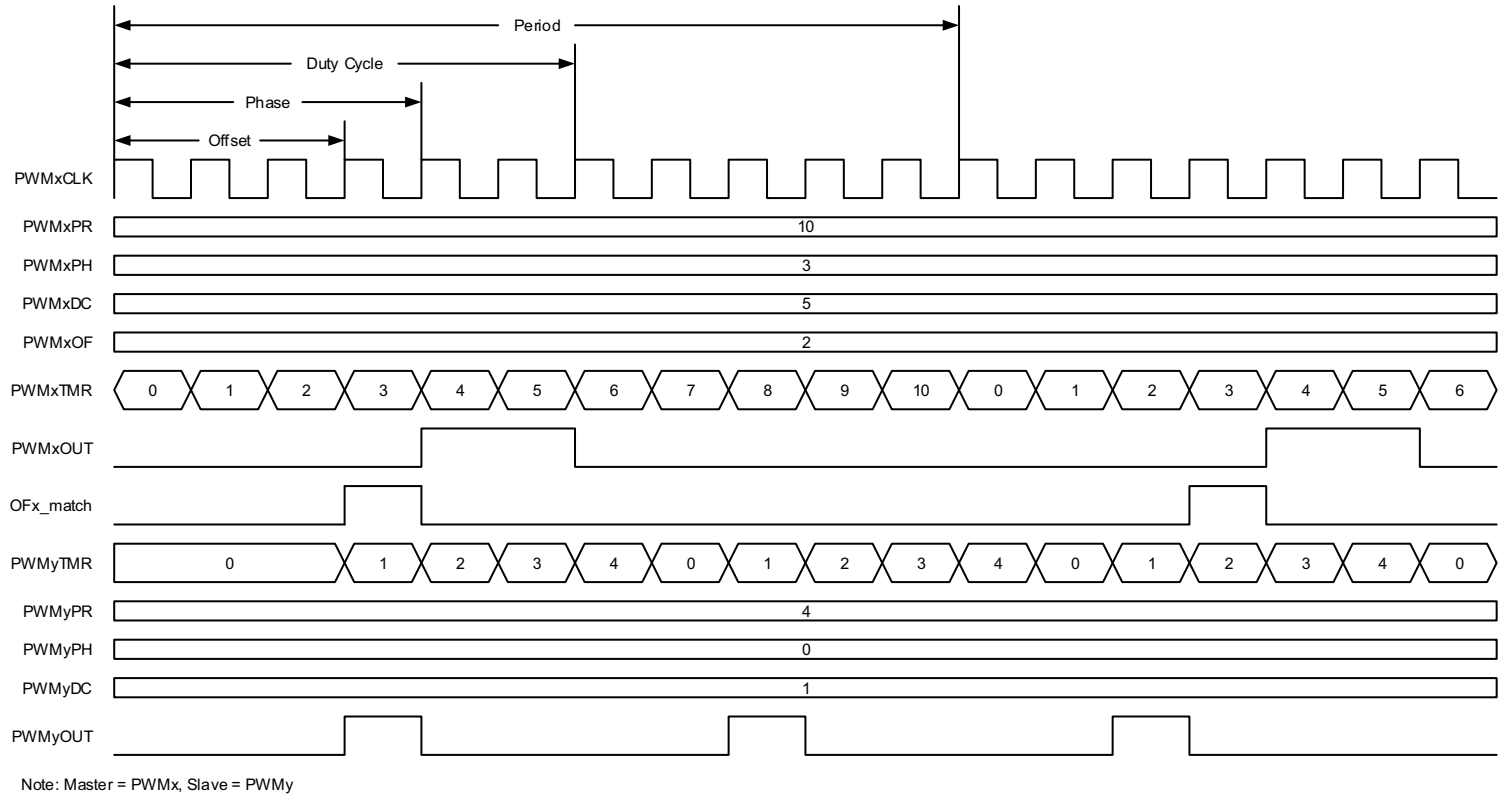 Period
Duty Cycle
Phase
Offset
PWMxCLK
PWMxPR 10
PWMxPH 3
PWMxDC 5
PWMxOF 2
PWMxTMR 0 1 2 3 4 5 6 7 8 9 10 0 1 2 3 4 5 6
PWMxOUT
OFx_match
PWMyTMR 0 1 2 3 4 0 1 2 3 4 0 1 2 3 4 0
PWMyPR 4
PWMyPH 0
PWMyDC 1
PWMyOUT
Note: Master = PWMx, Slave = PWMy